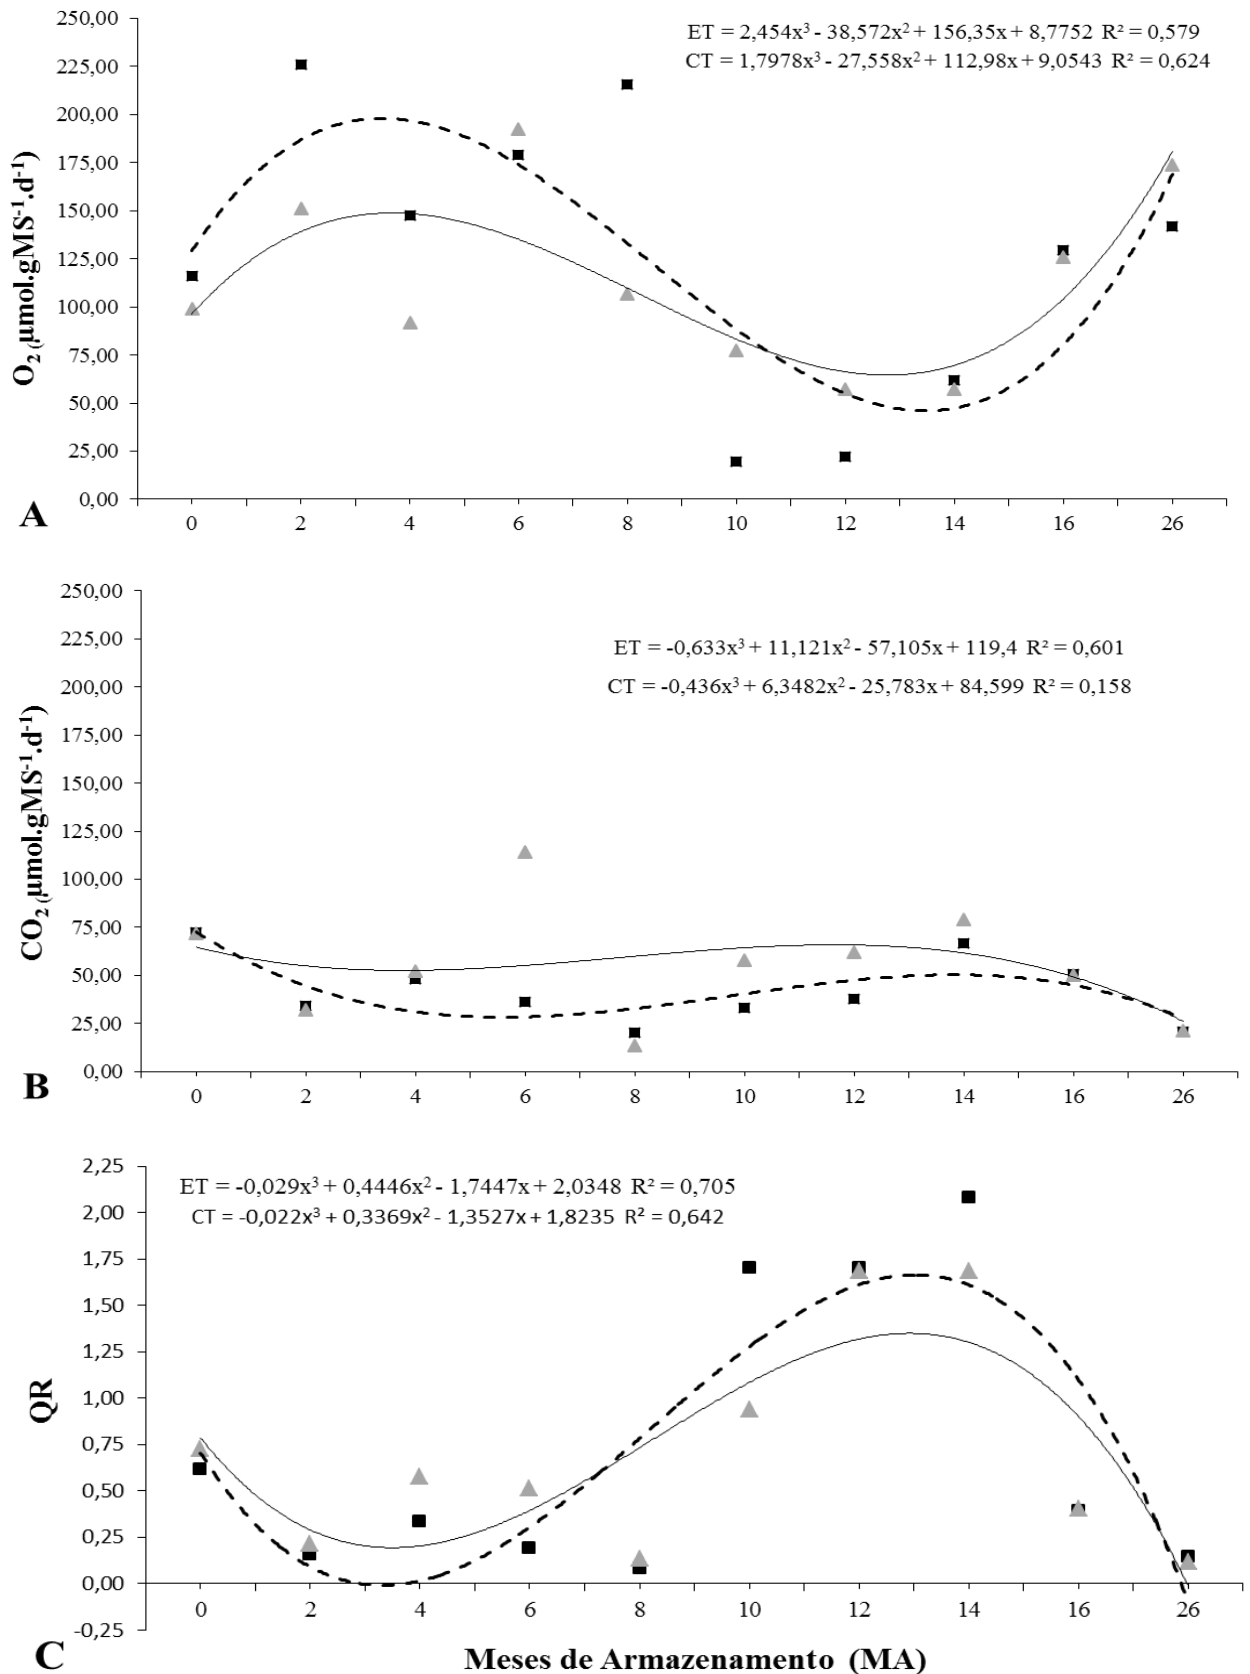 250,00
225,00
200,00
175,00
150,00
125,00
100,00
75,00
50,00
25,00
0,00
O₂ (µmol.gMS⁻¹.d⁻¹)
ET = 2,454x³ - 38,572x² + 156,35x + 8,7752 R² = 0,579
CT = 1,7978x³ - 27,558x² + 112,98x + 9,0543 R² = 0,624
A
0 2 4 6 8 10 12 14 16 26
250,00
225,00
200,00
175,00
150,00
125,00
100,00
75,00
50,00
25,00
0,00
CO₂ (µmol.gMS⁻¹.d⁻¹)
ET = -0,633x³ + 11,121x² - 57,105x + 119,4 R² = 0,601
CT = -0,436x³ + 6,3482x² - 25,783x + 84,599 R² = 0,158
B
0 2 4 6 8 10 12 14 16 26
2,25
2,00
1,75
1,50
1,25
1,00
0,75
0,50
0,25
0,00
-0,25
QR
ET = -0,029x³ + 0,4446x² - 1,7447x + 2,0348 R² = 0,705
CT = -0,022x³ + 0,3369x² - 1,3527x + 1,8235 R² = 0,642
0 2 4 6 8 10 12 14 16 26
C
Meses de Armazenamento (MA)